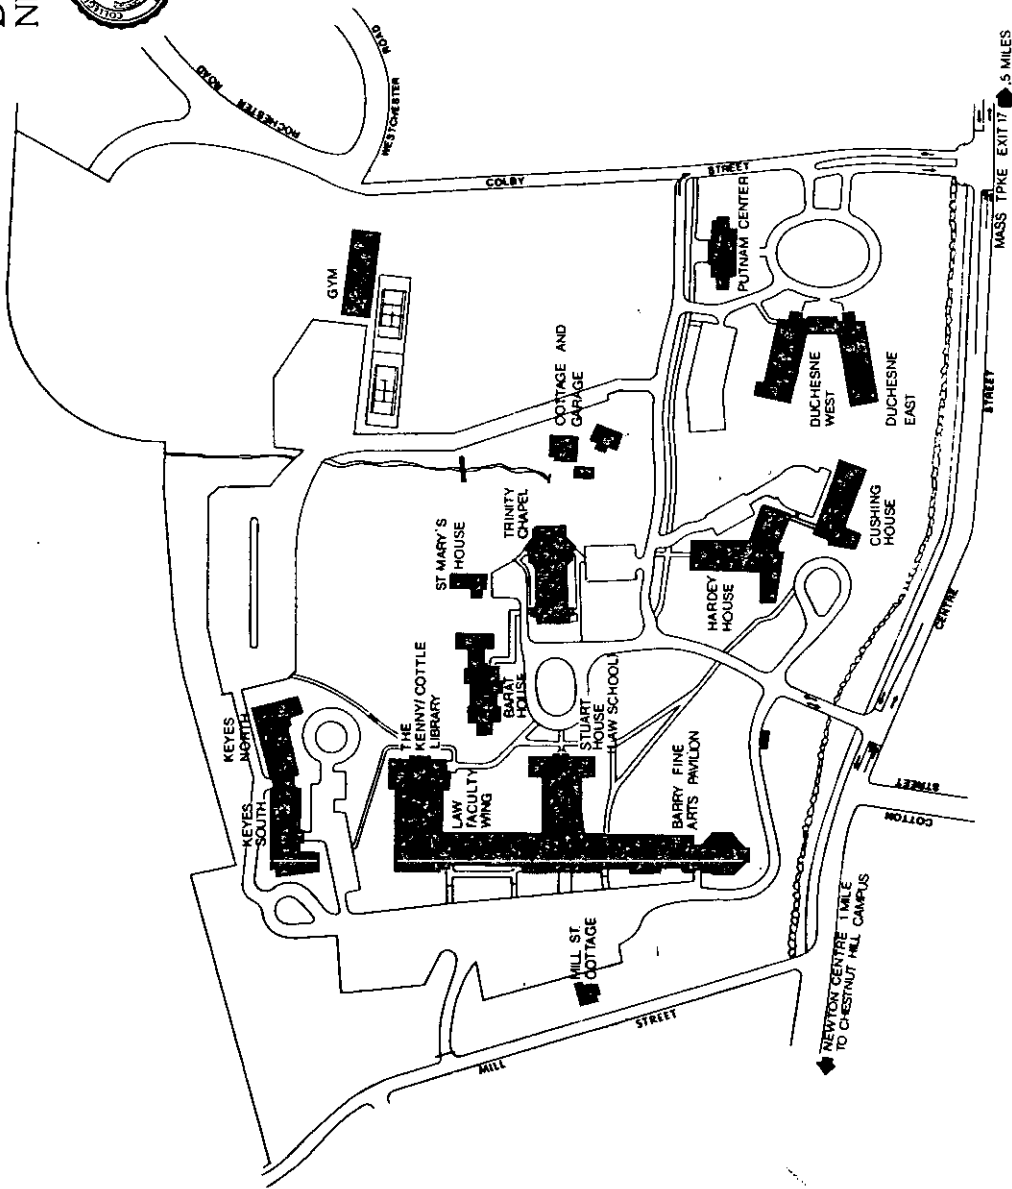 COLLEG
ROCHESTER ROAD
WESTCHESTER
ROAD
COLBY
STREET
GYM
PUTNAM CENTER
COTTAGE AND
GARAGE
DUCHESNE
WEST
DUCHESNE
EAST
TRINITY
CHAPEL
ST MARY'S
HOUSE
HARDEY
HOUSE
CUSHING
HOUSE
KEYES
NORTH
KEYES
SOUTH
THE
KENNY/COTTLE
LIBRARY
BARAT
HOUSE
STUART
HOUSE
(LAW SCHOOL)
LAW
FACULTY
WING
BARRY FINE
ARTS PAVILION
MILL ST.
COTTAGE
MILL
STREET
CENTRE
STREET
COTTON
STREET
MASS TPKE EXIT 17 .5 MILES
NEWTON CENTRE 1 MILE
TO CHESTNUT HILL CAMPUS